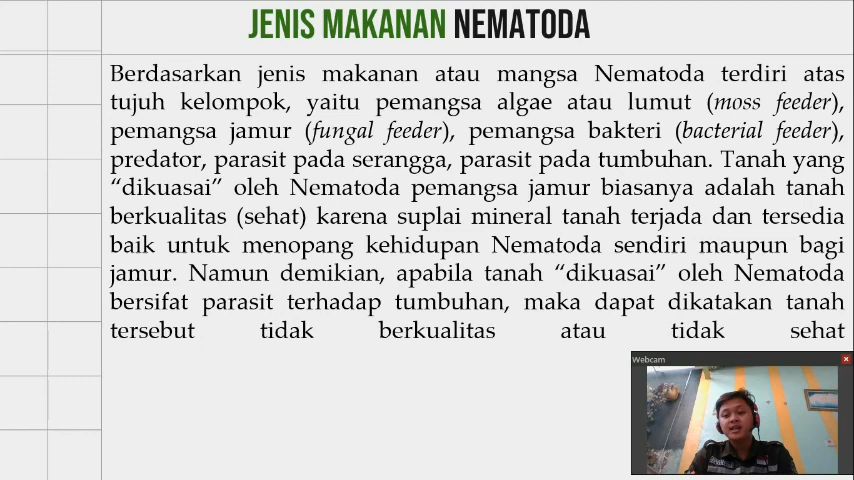 JENIS MAKANAN NEMATODA
Berdasarkan jenis makanan atau mangsa Nematoda terdiri atas
tujuh kelompok, yaitu pemangsa algae atau lumut (moss feeder),
pemangsa jamur (fungal feeder), pemangsa bakteri (bacterial feeder),
predator, parasit pada serangga, parasit pada tumbuhan. Tanah yang
“dikuasai” oleh Nematoda pemangsa jamur biasanya adalah tanah
berkualitas (sehat) karena suplai mineral tanah terjada dan tersedia
baik untuk menopang kehidupan Nematoda sendiri maupun bagi
jamur. Namun demikian, apabila tanah “dikuasai” oleh Nematoda
bersifat parasit terhadap tumbuhan, maka dapat dikatakan tanah
tersebut tidak berkualitas atau tidak sehat
Webcam